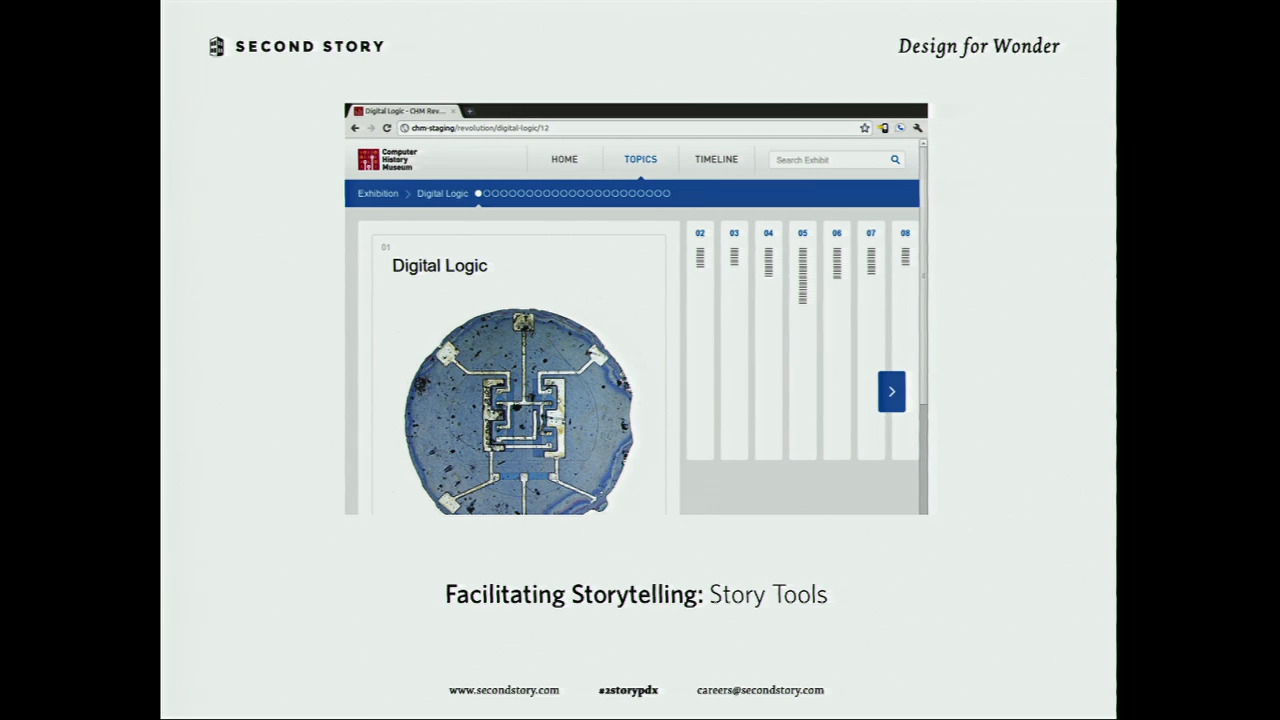 SECOND STORY
Design for Wonder
Digital Logic - CHM Rev...
chm-staging/revolution/digital-logic/12
Computer
History
Museum
HOME
TOPICS
TIMELINE
Search Exhibit
Exhibition
Digital Logic
01
Digital Logic
02
03
04
05
06
07
08
Facilitating Storytelling: Story Tools
www.secondstory.com
#2storypdx
careers@secondstory.com